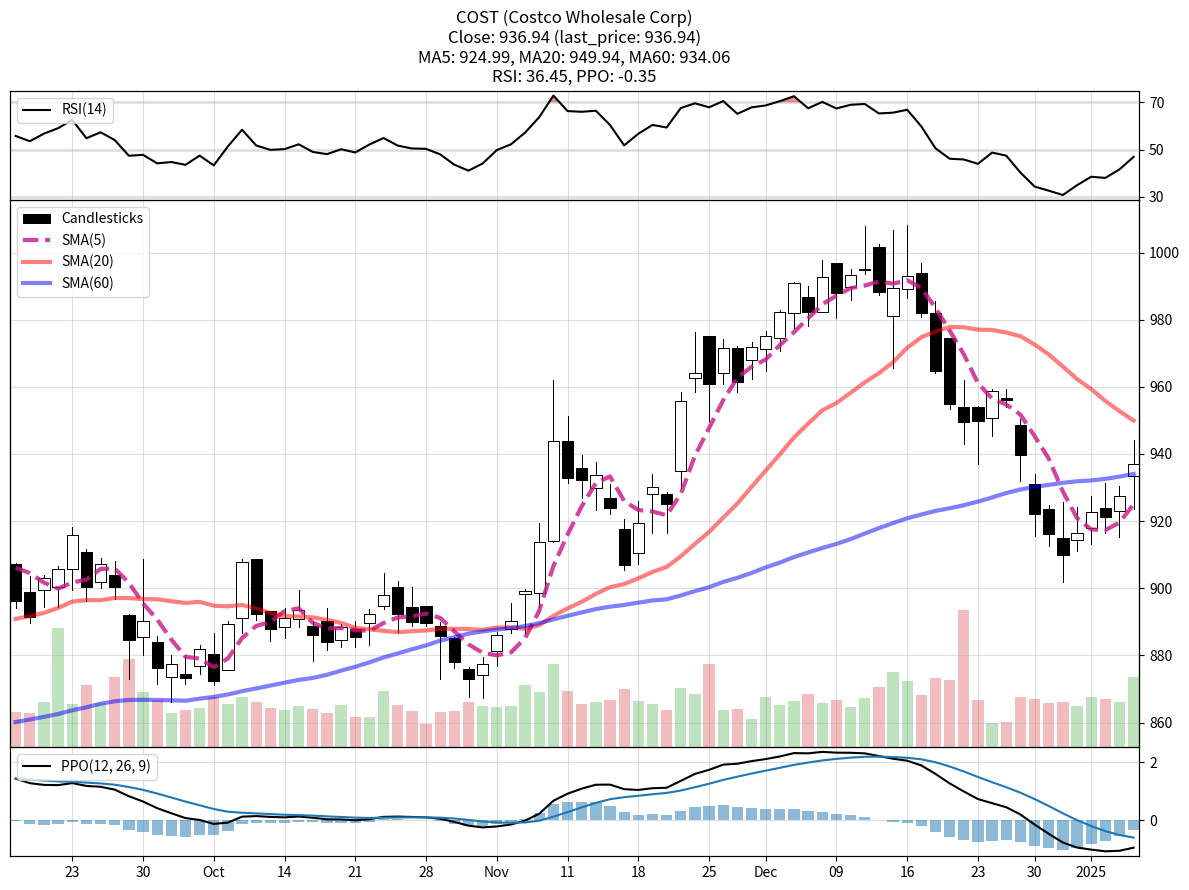 COST (Costco Wholesale Corp)
Close: 936.94 (last_price: 936.94)
MA5: 924.99, MA20: 949.94, MA60: 934.06
RSI: 36.45, PPO: -0.35
RSI(14)
70
50
30
Candlesticks
SMA(5)
SMA(20)
SMA(60)
1000
980
960
940
920
900
880
860
PPO(12, 26, 9)
2
0
23
30
Oct
14
21
28
Nov
11
18
25
Dec
09
16
23
30
2025